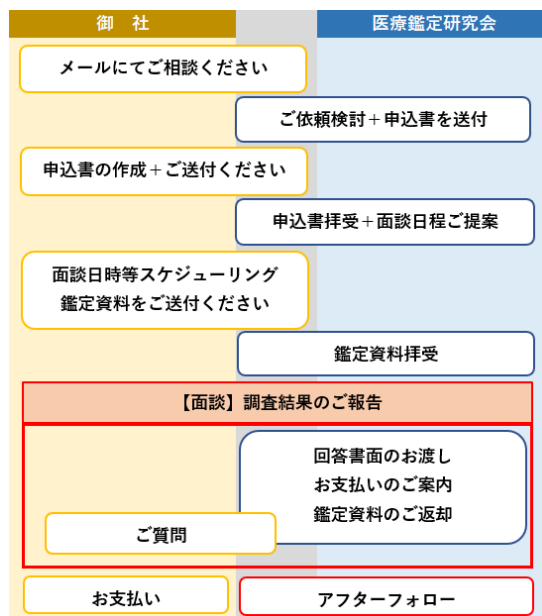 御　社
医療鑑定研究会
メールにてご相談ください
ご依頼検討＋申込書を送付
申込書の作成＋ご送付ください
申込書拝受＋面談日程ご提案
面談日時等スケジューリング
鑑定資料をご送付ください
鑑定資料拝受
【面談】調査結果のご報告
回答書面のお渡し
お支払いのご案内
鑑定資料のご返却
ご質問
お支払い
アフターフォロー